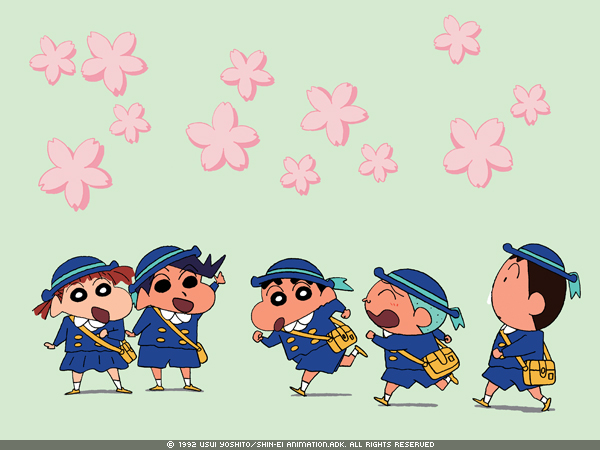 © 1992 USUI YOSHITO/SHIN-EI ANIMATION.ADK. ALL RIGHTS RESERVED